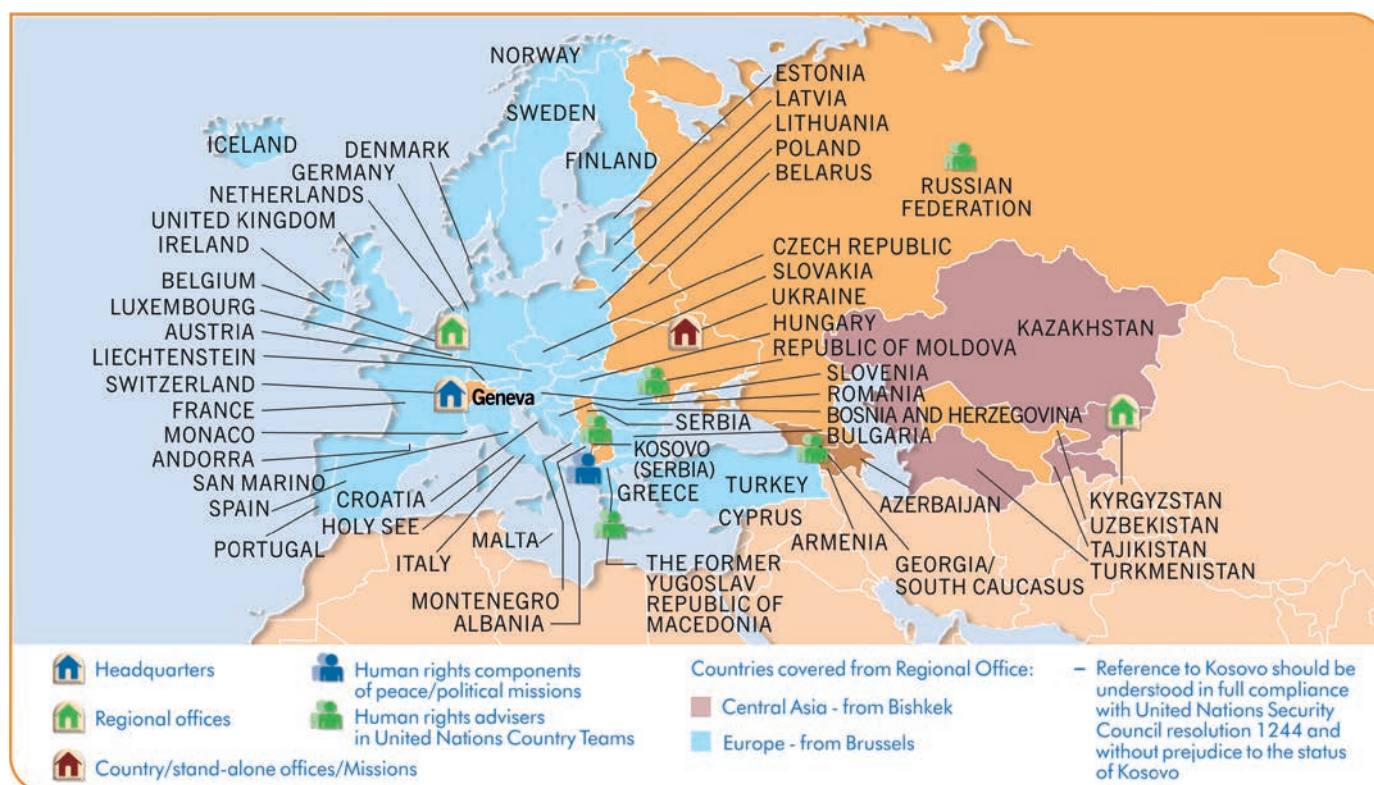 NORWAY
SWEDEN
ICELAND
FINLAND
DENMARK
GERMANY
NETHERLANDS
UNITED KINGDOM
IRELAND
BELGIUM
LUXEMBOURG
AUSTRIA
LIECHTENSTEIN
SWITZERLAND
FRANCE
MONACO
ANDORRA
SAN MARINO
SPAIN
PORTUGAL
CROATIA
HOLY SEE
ITALY
MALTA
MONTENEGRO
ALBANIA
Geneva
ESTONIA
LATVIA
LITHUANIA
POLAND
BELARUS
RUSSIAN
FEDERATION
CZECH REPUBLIC
SLOVAKIA
UKRAINE
HUNGARY
REPUBLIC OF MOLDOVA
SLOVENIA
ROMANIA
BOSNIA AND HERZEGOVINA
SERBIA
BULGARIA
KOSOVO
(SERBIA)
GREECE
TURKEY
CYPRUS
THE FORMER
YUGOSLAV
REPUBLIC OF
MACEDONIA
ARMENIA
AZERBAIJAN
GEORGIA/
SOUTH CAUCASUS
KAZAKHSTAN
KYRGYZSTAN
UZBEKISTAN
TAJIKISTAN
TURKMENISTAN
Headquarters
Regional offices
Country/stand-alone offices/Missions
Human rights components
of peace/political missions
Human rights advisers
in United Nations Country Teams
Countries covered from Regional Office:
Central Asia - from Bishkek
Europe - from Brussels
– Reference to Kosovo should be
understood in full compliance
with United Nations Security
Council resolution 1244 and
without prejudice to the status
of Kosovo